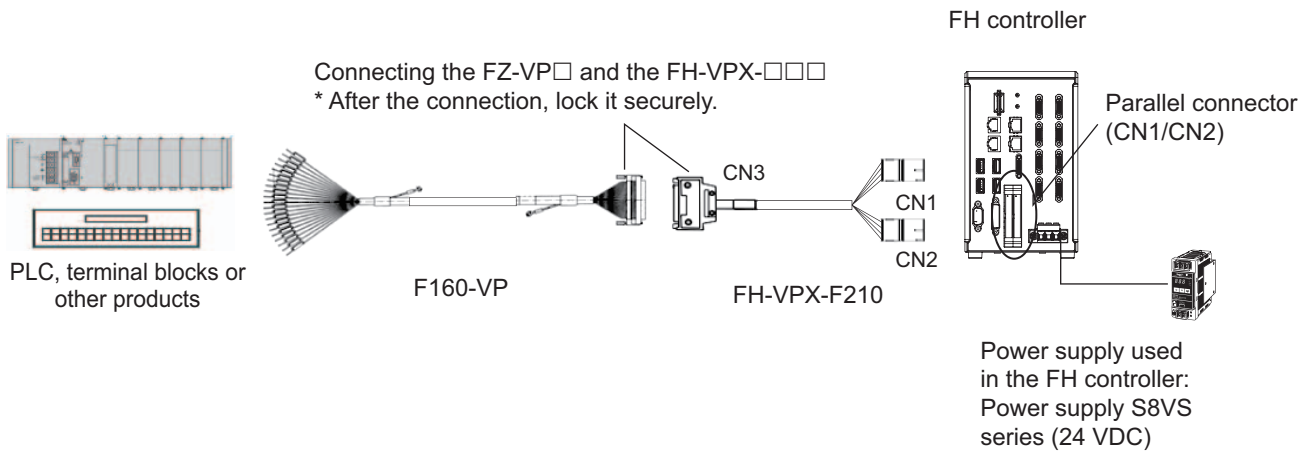 FH controller
Connecting the FZ-VP□ and the FH-VPX-□□□
* After the connection, lock it securely.
Parallel connector
(CN1/CN2)
CN3
CN1
CN2
PLC, terminal blocks or
other products
F160-VP
FH-VPX-F210
Power supply used
in the FH controller:
Power supply S8VS
series (24 VDC)